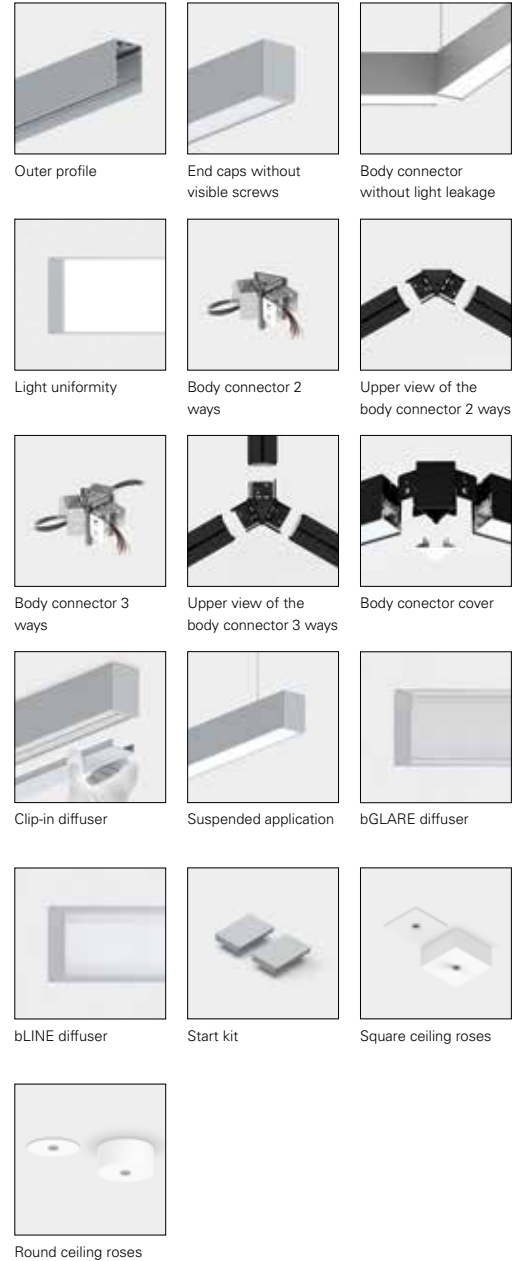 Outer profile
End caps without
visible screws
Body connector
without light leakage
Light uniformity
Body connector 2
ways
Upper view of the
body connector 2 ways
Body connector 3
ways
Upper view of the
body connector 3 ways
Body conector cover
Clip-in diffuser
Suspended application
bGLARE diffuser
bLINE diffuser
Start kit
Square ceiling roses
Round ceiling roses